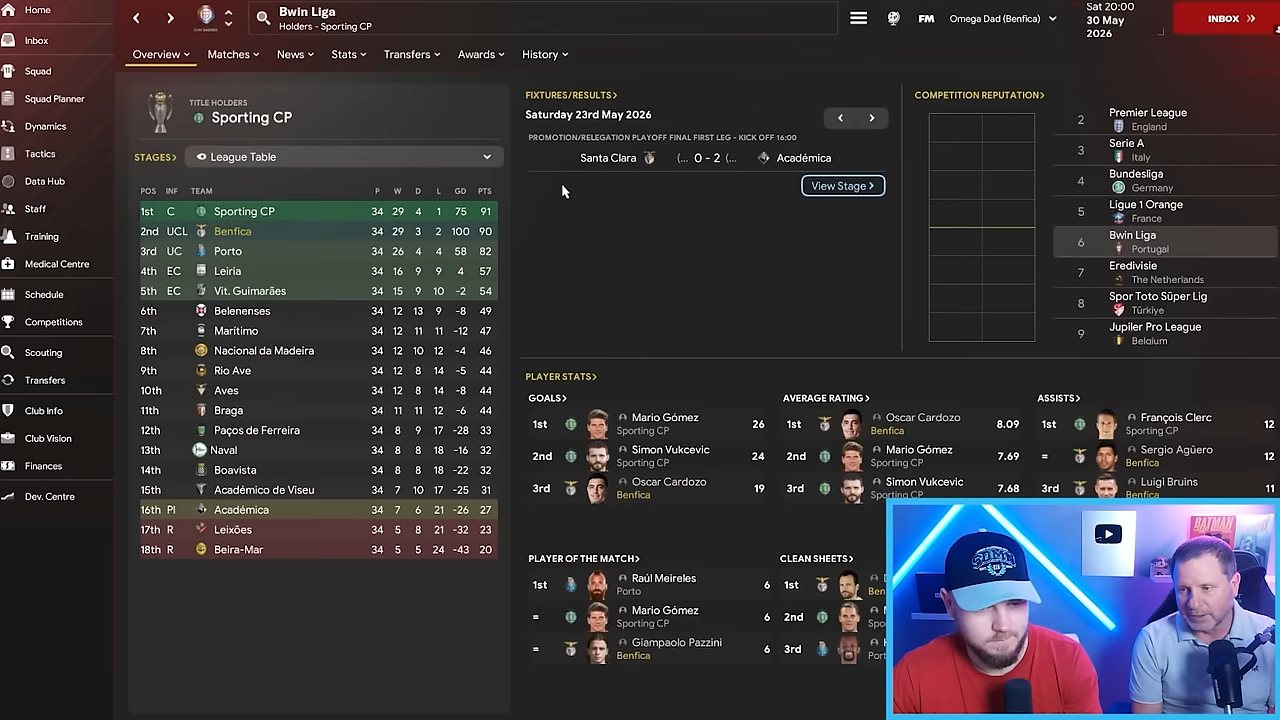 Home
Inbox
Squad
Squad Planner
Dynamics
Tactics
Data Hub
Staff
Training
Medical Centre
Schedule
Competitions
Scouting
Transfers
Club Info
Club Vision
Finances
Dev. Centre
Bwin Liga
Holders - Sporting CP
FM
Omega Dad (Benfica)
Sat 20:00
30 May
2026
INBOX
Overview Matches News Stats Transfers Awards History
TITLE HOLDERS
Sporting CP
STAGES> League Table
POS INF TEAM P W D L GD PTS
1st C Sporting CP 34 29 4 1 75 91
2nd UCL Benfica 34 29 3 2 100 90
3rd UC Porto 34 26 4 4 58 82
4th EC Leiria 34 16 9 9 4 57
5th EC Vit. Guimarães 34 15 9 10 -2 54
6th Belenenses 34 12 13 9 -8 49
7th Marítimo 34 12 11 11 -12 47
8th Nacional da Madeira 34 12 10 12 -4 46
9th Rio Ave 34 12 8 14 -5 44
10th Aves 34 12 8 14 -8 44
11th Braga 34 11 11 12 -6 44
12th Paços de Ferreira 34 8 9 17 -28 33
13th Naval 34 8 8 18 -16 32
14th Boavista 34 8 8 18 -22 32
15th Académico de Viseu 34 7 10 17 -25 31
16th Pl Académica 34 7 6 21 -26 27
17th R Leixões 34 5 8 21 -32 23
18th R Beira-Mar 34 5 5 24 -43 20
FIXTURES/RESULTS>
Saturday 23rd May 2026
PROMOTION/RELEGATION PLAYOFF FINAL FIRST LEG - KICK OFF 16:00
Santa Clara (... 0 - 2 (... Académica
View Stage >
COMPETITION REPUTATION>
2 Premier League
England
3 Serie A
Italy
4 Bundesliga
Germany
5 Ligue 1 Orange
France
6 Bwin Liga
Portugal
7 Eredivisie
The Netherlands
8 Spor Toto Süper Lig
Türkiye
9 Jupiler Pro League
Belgium
PLAYER STATS>
GOALS>
1st Mario Gómez 26
Sporting CP
2nd Simon Vukcevic 24
Sporting CP
3rd Oscar Cardozo 19
Benfica
AVERAGE RATING>
1st Oscar Cardozo 8.09
Benfica
2nd Mario Gómez 7.69
Sporting CP
3rd Simon Vukcevic 7.68
Sporting CP
ASSISTS>
1st François Clerc 12
Sporting CP
= Sergio Agüero 12
Benfica
3rd Luigi Bruins 11
Benfica
PLAYER OF THE MATCH>
1st Raúl Meireles 6
Porto
= Mario Gómez 6
Sporting CP
= Giampaolo Pazzini 6
Benfica
CLEAN SHEETS>
1st
Ben
2nd
3rd
Port
BATMAN